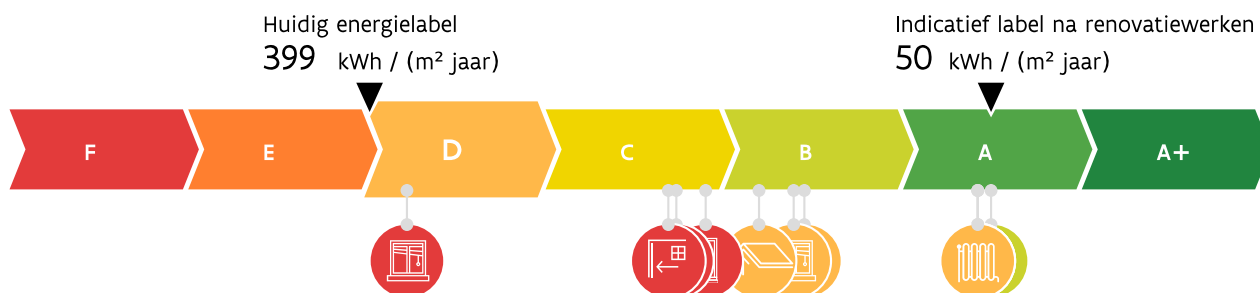 Huidig energielabel
399 kWh / (m² jaar)
Indicatief label na renovatiewerken
50 kWh / (m² jaar)
F E D C B A A+